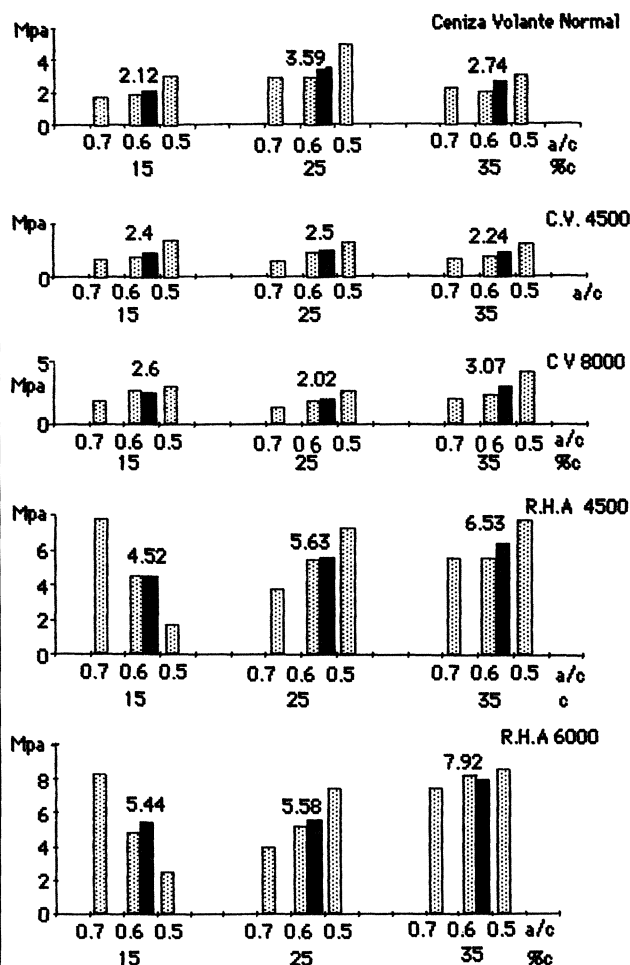 Mpa
Ceniza Volante Normal
4
2.12
3.59
2.74
2
0
0.7 0.6 0.5
0.7 0.6 0.5
0.7 0.6 0.5 a/c
15
25
35
%c
Mpa
C.V. 4500
2.4
2.5
2.24
0
0.7 0.6 0.5
0.7 0.6 0.5
0.7 0.6 0.5
a/c
15
25
35
5
C V 8000
Mpa
2.6
2.02
3.07
0
0.7 0.6 0.5
0.7 0 6 0.5
0.7 0.6 0.5 a/c
15
25
35
%c
Mpa
R.H.A 4500
6
4.52
5.63
6.53
4
2
0
0.7 0.6 0.5
0.7 0.6 0.5
0.7 0.6 0.5 a/c
15
25
35
c
Mpa
R.H.A 6000
8
5.44
5.58
7.92
6
4
2
0
0.7 0.6 0.5
0.7 0.6 0.5
0.7 0.6 0.5 a/c
15
25
35
%c